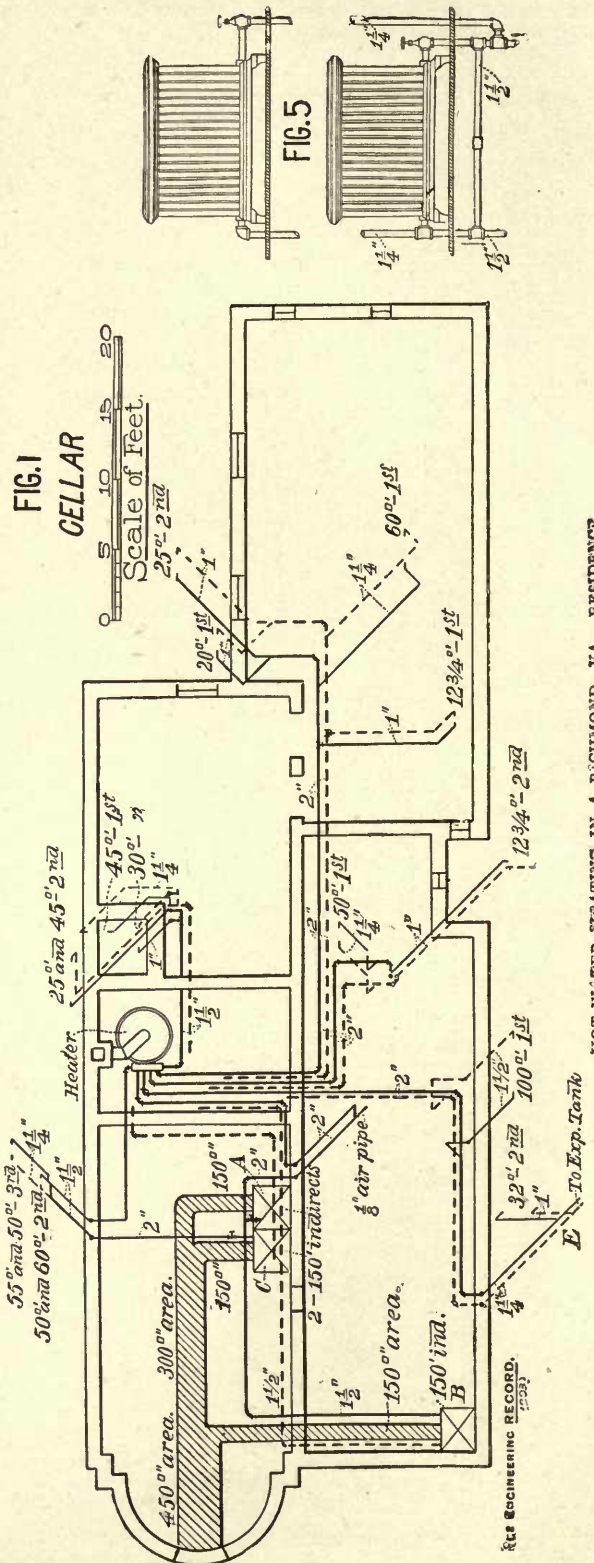 FIG.1
CELLAR
0 5 10 15 20
Scale of Feet.
25□'-2nd
1"
20□'-1st
1"
60□'-1st
1¼"
12¾□'-1st
1"
2"
2"
25□' and 45□'-2nd
45□'-1st
30□' "
1¼"
1"
Heater
1½"
50□'-1st
1¼"
12¾□'-2nd
1"
2"
2"
55□' and 50□'-3rd
50□' and 60□'-2nd
1¼"
1½"
2"
150□"
A
2"
2"
150□"
C
2-150' indirects
⅛" air pipe
300□" area.
450□" area.
1½"
1½"
150□" area.
150' ind.
B
100□'-1st
1½"
32□'-2nd
1"
1¼"
E
To Exp. Tank
FIG.5
1¼"
1½"
1¼"
1½"
THE ENGINEERING RECORD.
HOT-WATER HEATING IN A RICHMOND, VA., RESIDENCE.